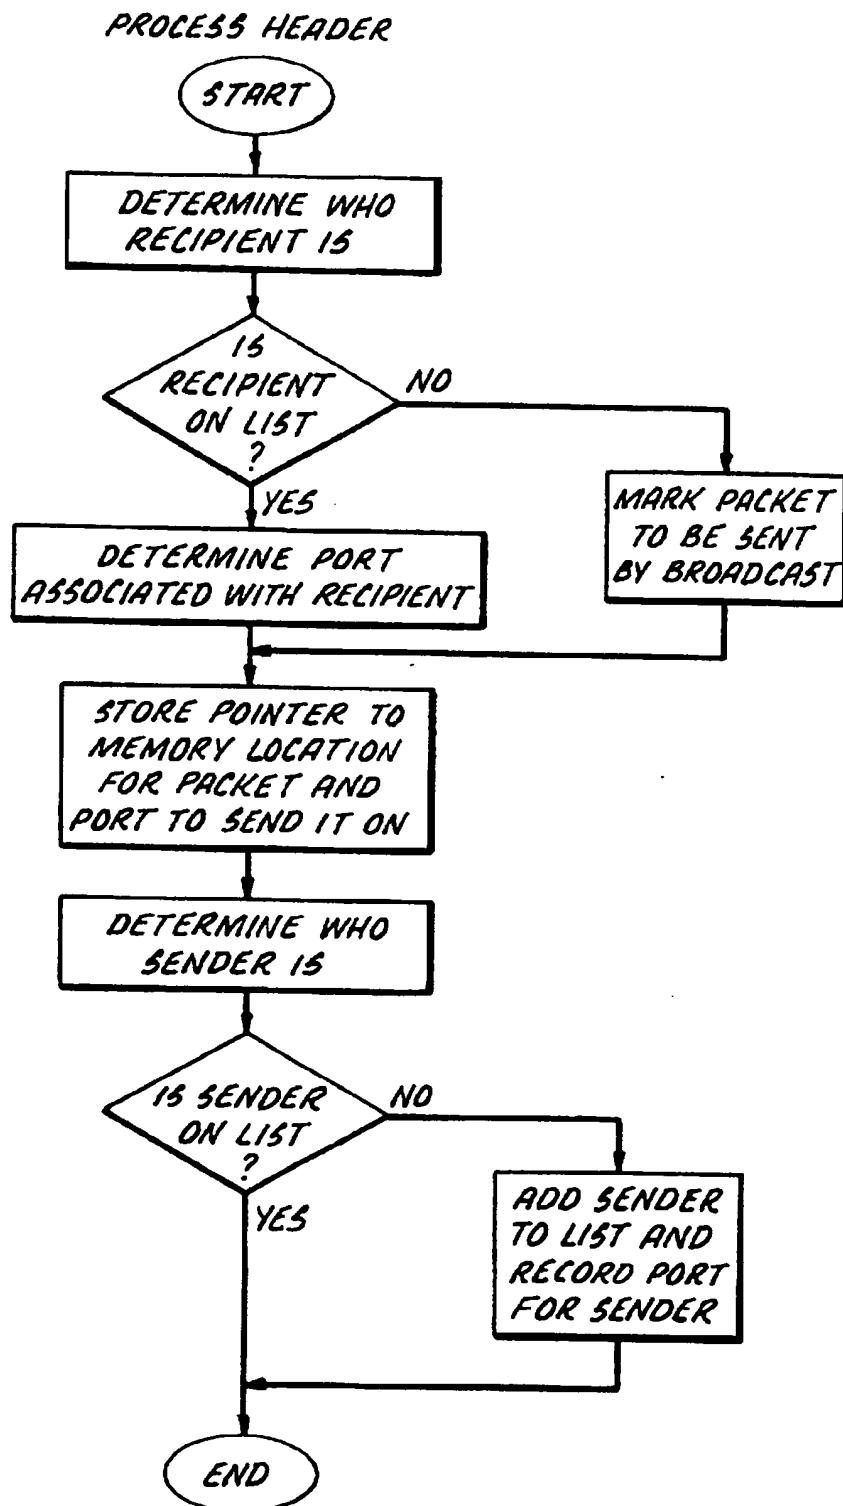 PROCESS HEADER
START
DETERMINE WHO
RECIPIENT IS
IS
RECIPIENT
ON LIST
?
NO
YES
MARK PACKET
TO BE SENT
BY BROADCAST
DETERMINE PORT
ASSOCIATED WITH RECIPIENT
STORE POINTER TO
MEMORY LOCATION
FOR PACKET AND
PORT TO SEND IT ON
DETERMINE WHO
SENDER IS
IS SENDER
ON LIST
?
NO
YES
ADD SENDER
TO LIST AND
RECORD PORT
FOR SENDER
END